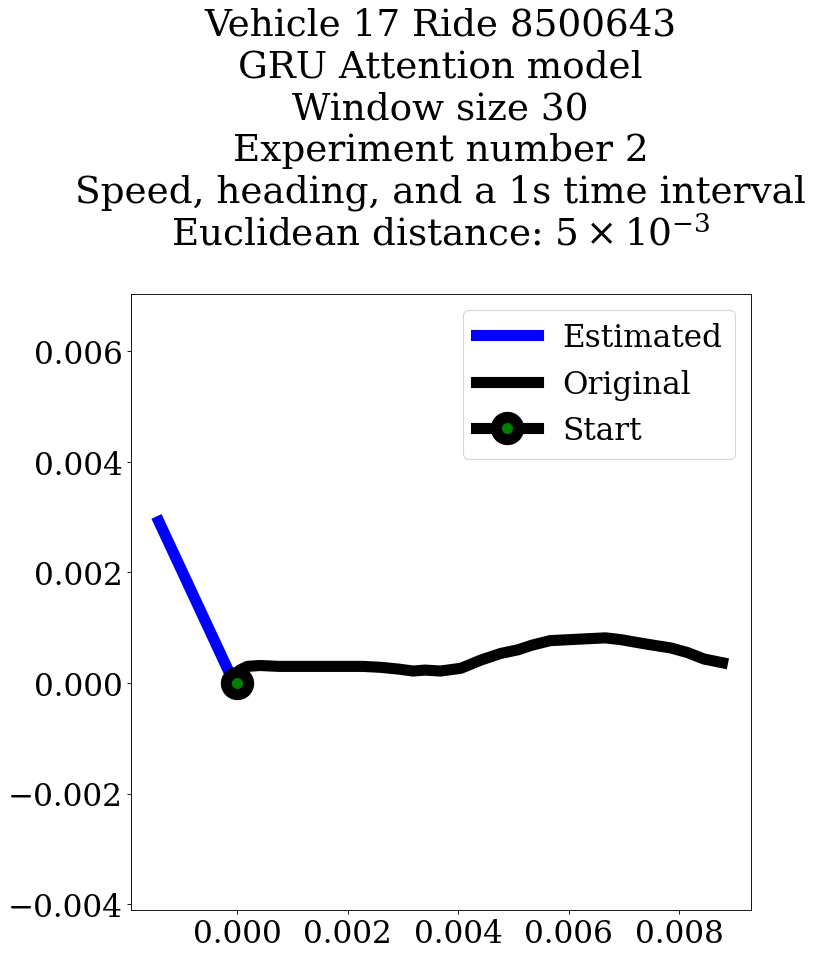 Vehicle 17 Ride 8500643
GRU Attention model
Window size 30
Experiment number 2
Speed, heading, and a 1s time interval
Euclidean distance: 5 × 10⁻³
Estimated
Original
Start
0.006
0.004
0.002
0.000
−0.002
−0.004
0.000 0.002 0.004 0.006 0.008